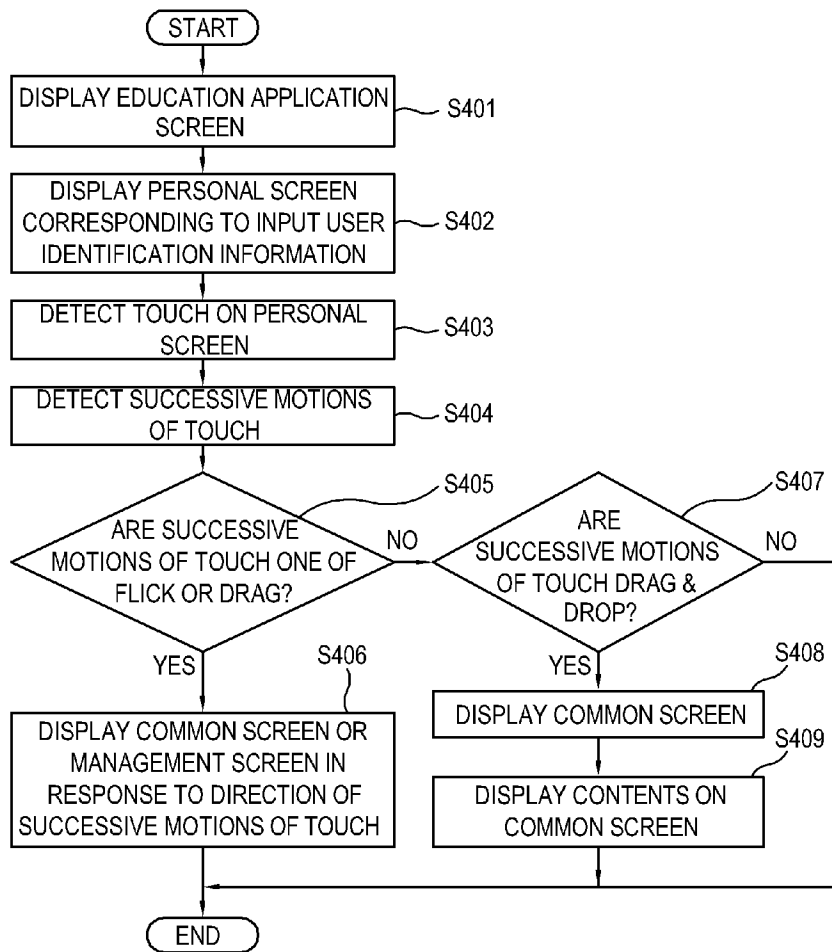 START
DISPLAY EDUCATION APPLICATION
SCREEN
S401
DISPLAY PERSONAL SCREEN
CORRESPONDING TO INPUT USER
IDENTIFICATION INFORMATION
S402
DETECT TOUCH ON PERSONAL
SCREEN
S403
DETECT SUCCESSIVE MOTIONS
OF TOUCH
S404
ARE SUCCESSIVE
MOTIONS OF TOUCH ONE OF
FLICK OR DRAG?
S405
NO
YES
ARE
SUCCESSIVE MOTIONS
OF TOUCH DRAG &
DROP?
S407
NO
YES
DISPLAY COMMON SCREEN OR
MANAGEMENT SCREEN IN
RESPONSE TO DIRECTION OF
SUCCESSIVE MOTIONS OF TOUCH
S406
DISPLAY COMMON SCREEN
S408
DISPLAY CONTENTS ON
COMMON SCREEN
S409
END